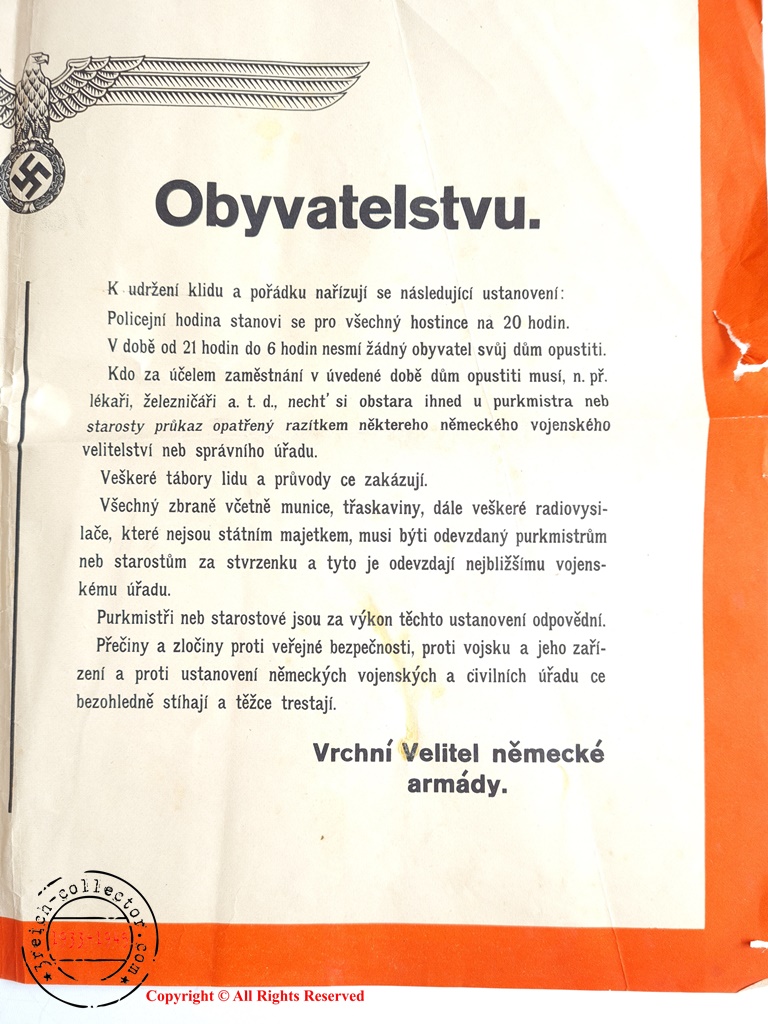 Obyvatelstvu.
K udržení klidu a pořádku nařízují se následující ustanovení:
Policejní hodina stanovi se pro všechný hostince na 20 hodin.
V době od 21 hodin do 6 hodin nesmí žádný obyvatel svůj dům opustiti.
Kdo za účelem zaměstnání v úvedené době dům opustiti musí, n. př.
lékaři, železničáři a. t. d., nechť si obstara ihned u purkmistra neb
starosty průkaz opatřený razítkem některeho německého vojenského
velitelství neb správního úřadu.
Veškeré tábory lidu a průvody ce zakázují.
Všechný zbraně včetně munice, třaskaviny, dále veškeré radiovysi-
lače, které nejsou státním majetkem, musi býti odevzdaný purkmistrům
neb starostům za stvrzenku a tyto je odevzdají nejbližšímu vojens-
kému úřadu.
Purkmistři neb starostové jsou za výkon těchto ustanovení odpovědní.
Přečiny a zločiny proti veřejné bezpečnosti, proti vojsku a jeho zaří-
zení a proti ustanovení německých vojenských a civilních úřadu ce
bezohledně stíhají a těžce trestají.
Vrchní Velitel německé
armády.
3reich-collector.com
1933-1945
Copyright © All Rights Reserved